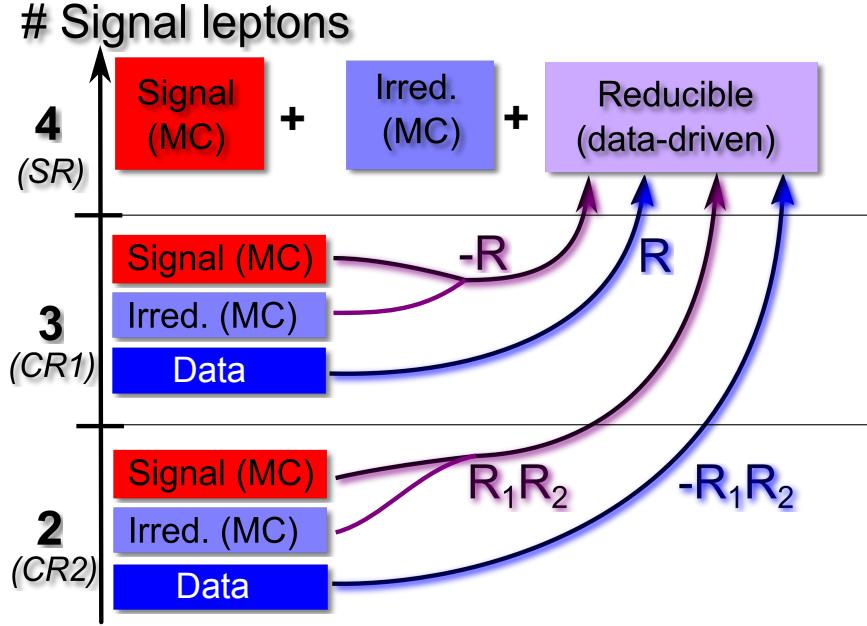 # Signal leptons
4
(SR)
Signal
(MC)
+
Irred.
(MC)
+
Reducible
(data-driven)
3
(CR1)
Signal (MC)
Irred. (MC)
Data
-R
R
2
(CR2)
Signal (MC)
Irred. (MC)
Data
R₁R₂
-R₁R₂